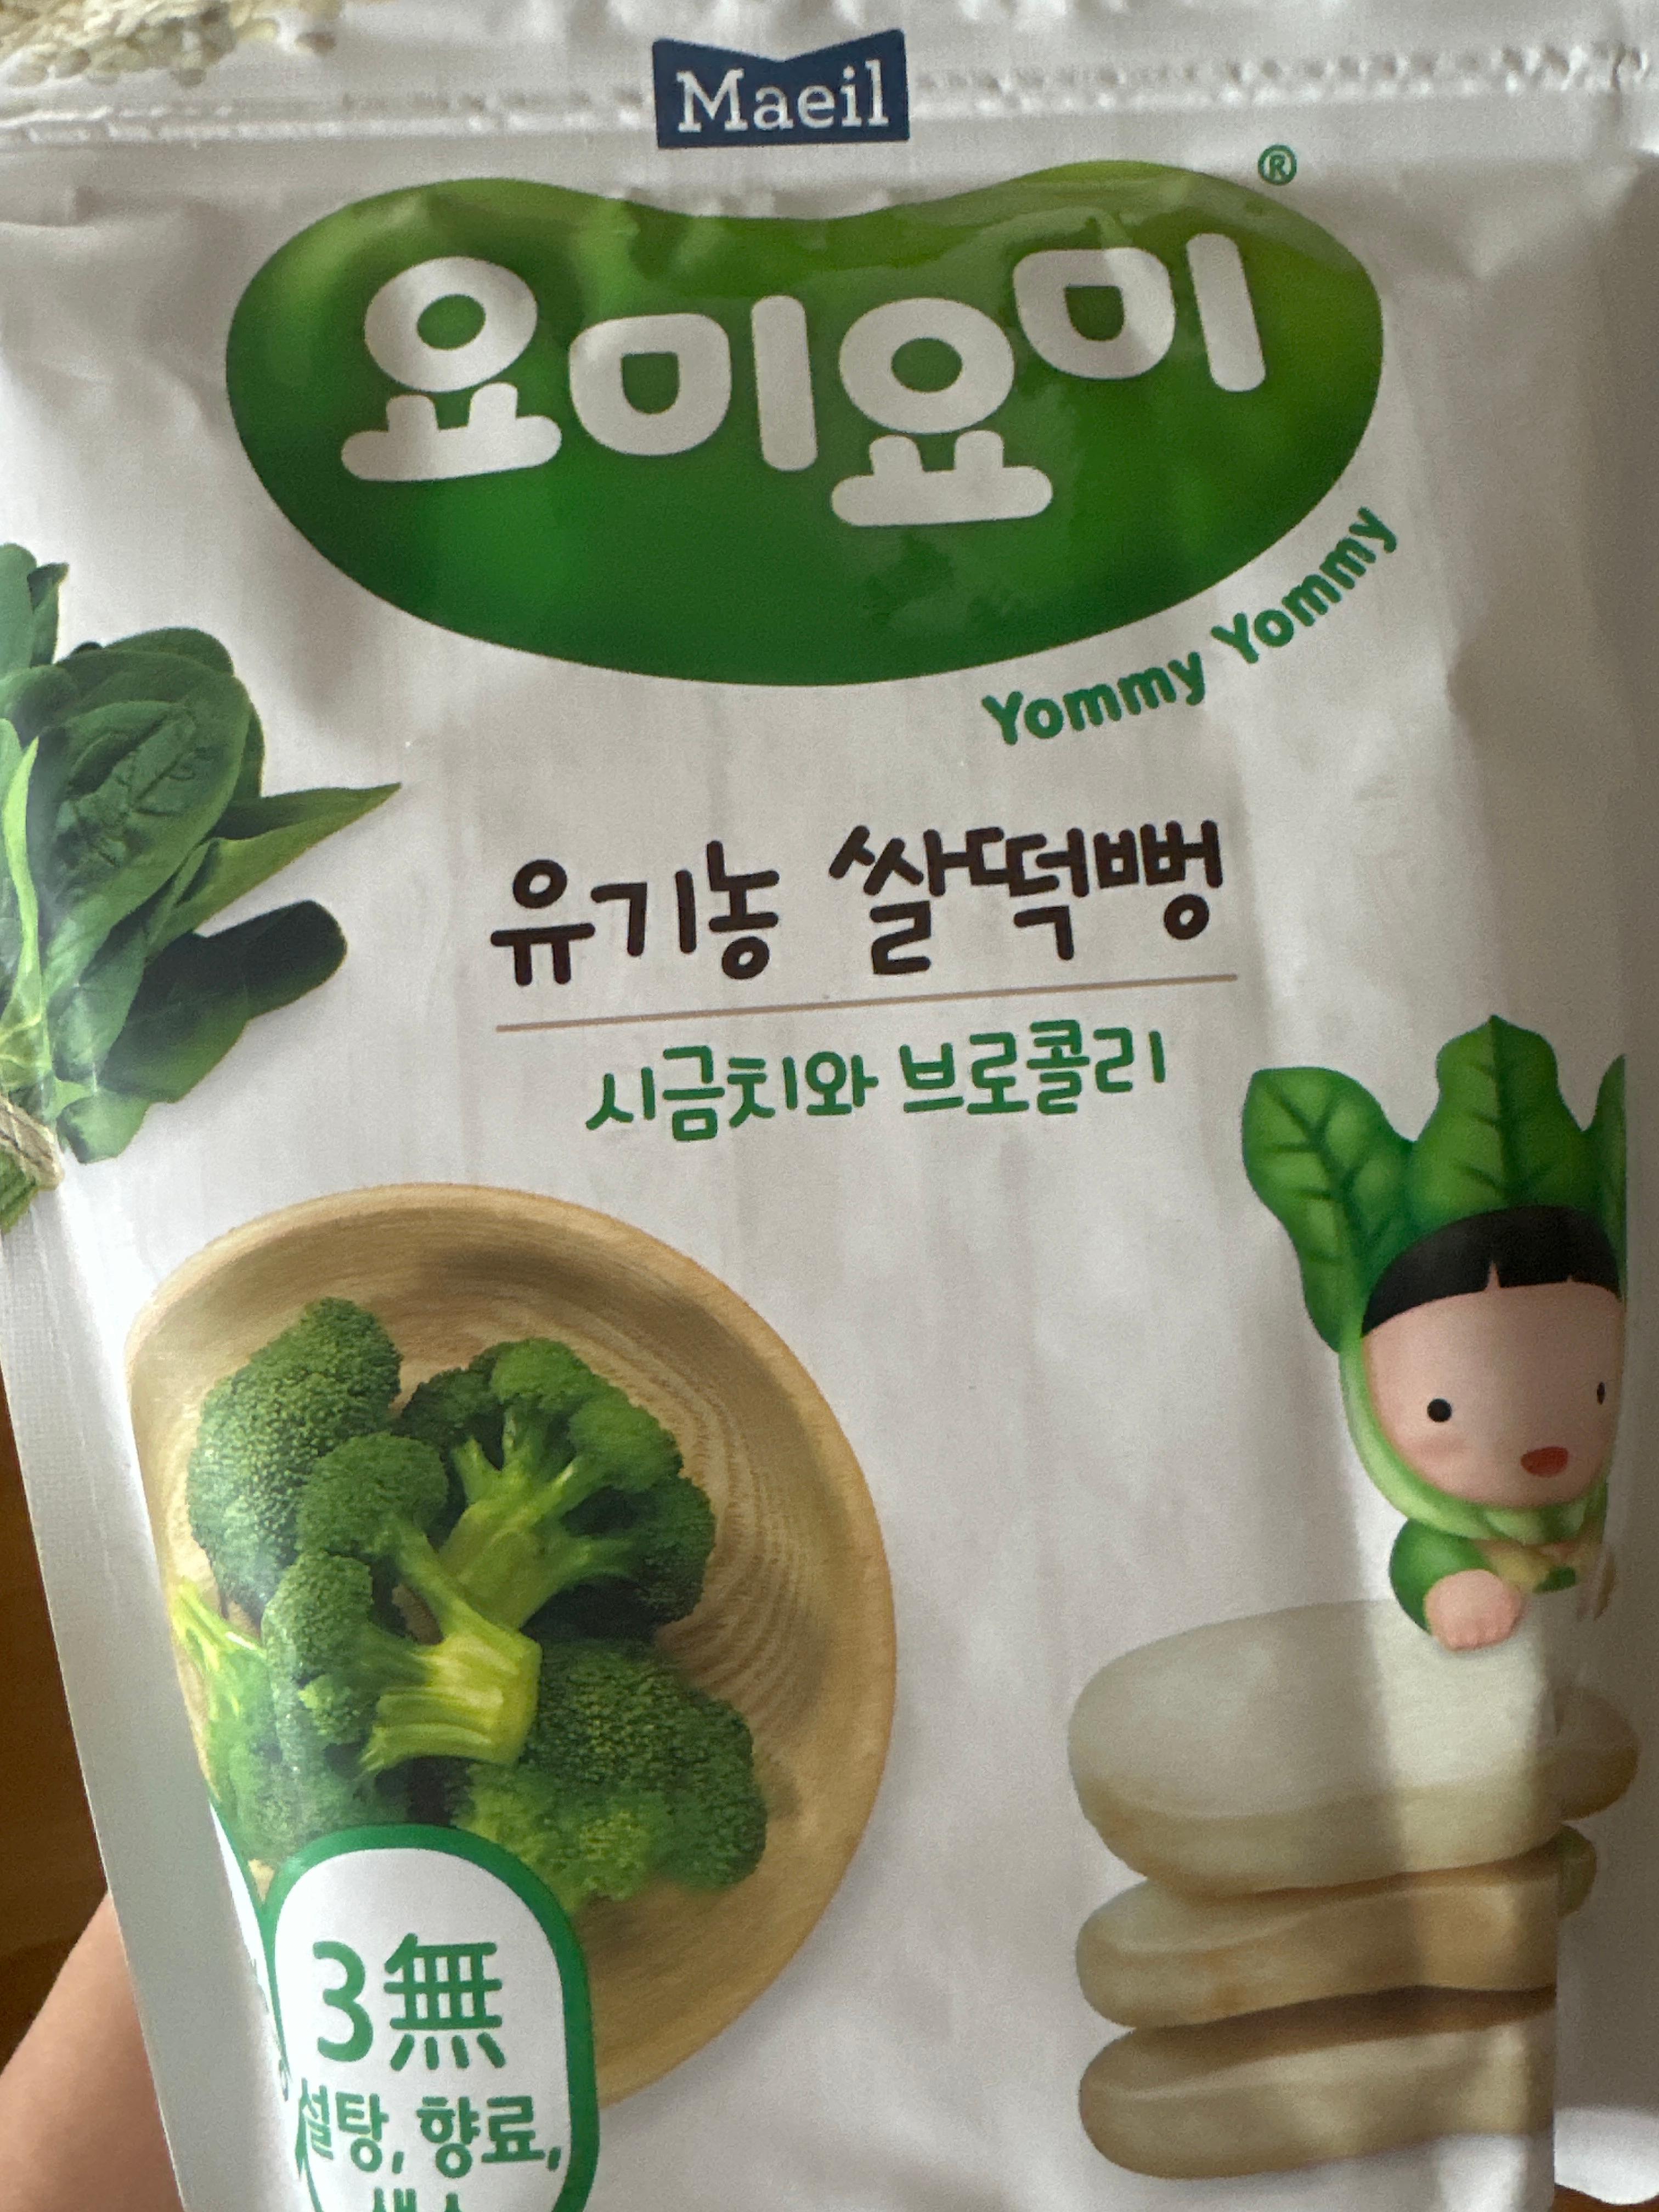 Maeil
®
요미요미
Yommy Yommy
유기농 쌀떡뻥
시금치와 브로콜리
3無
설탕, 향료,